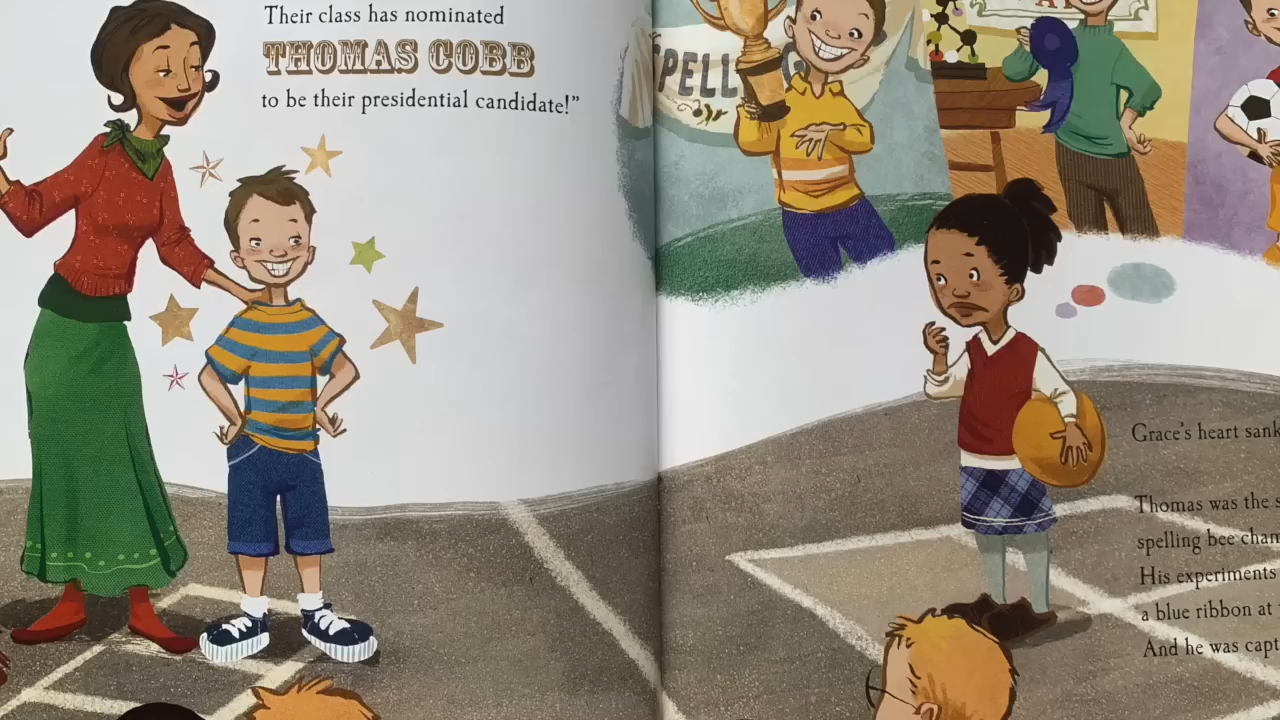 Their class has nominated
THOMAS COBB
to be their presidential candidate!”
SPELL
Grace’s heart sank
Thomas was the
spelling bee
His experiments
a blue ribbon at
And he was